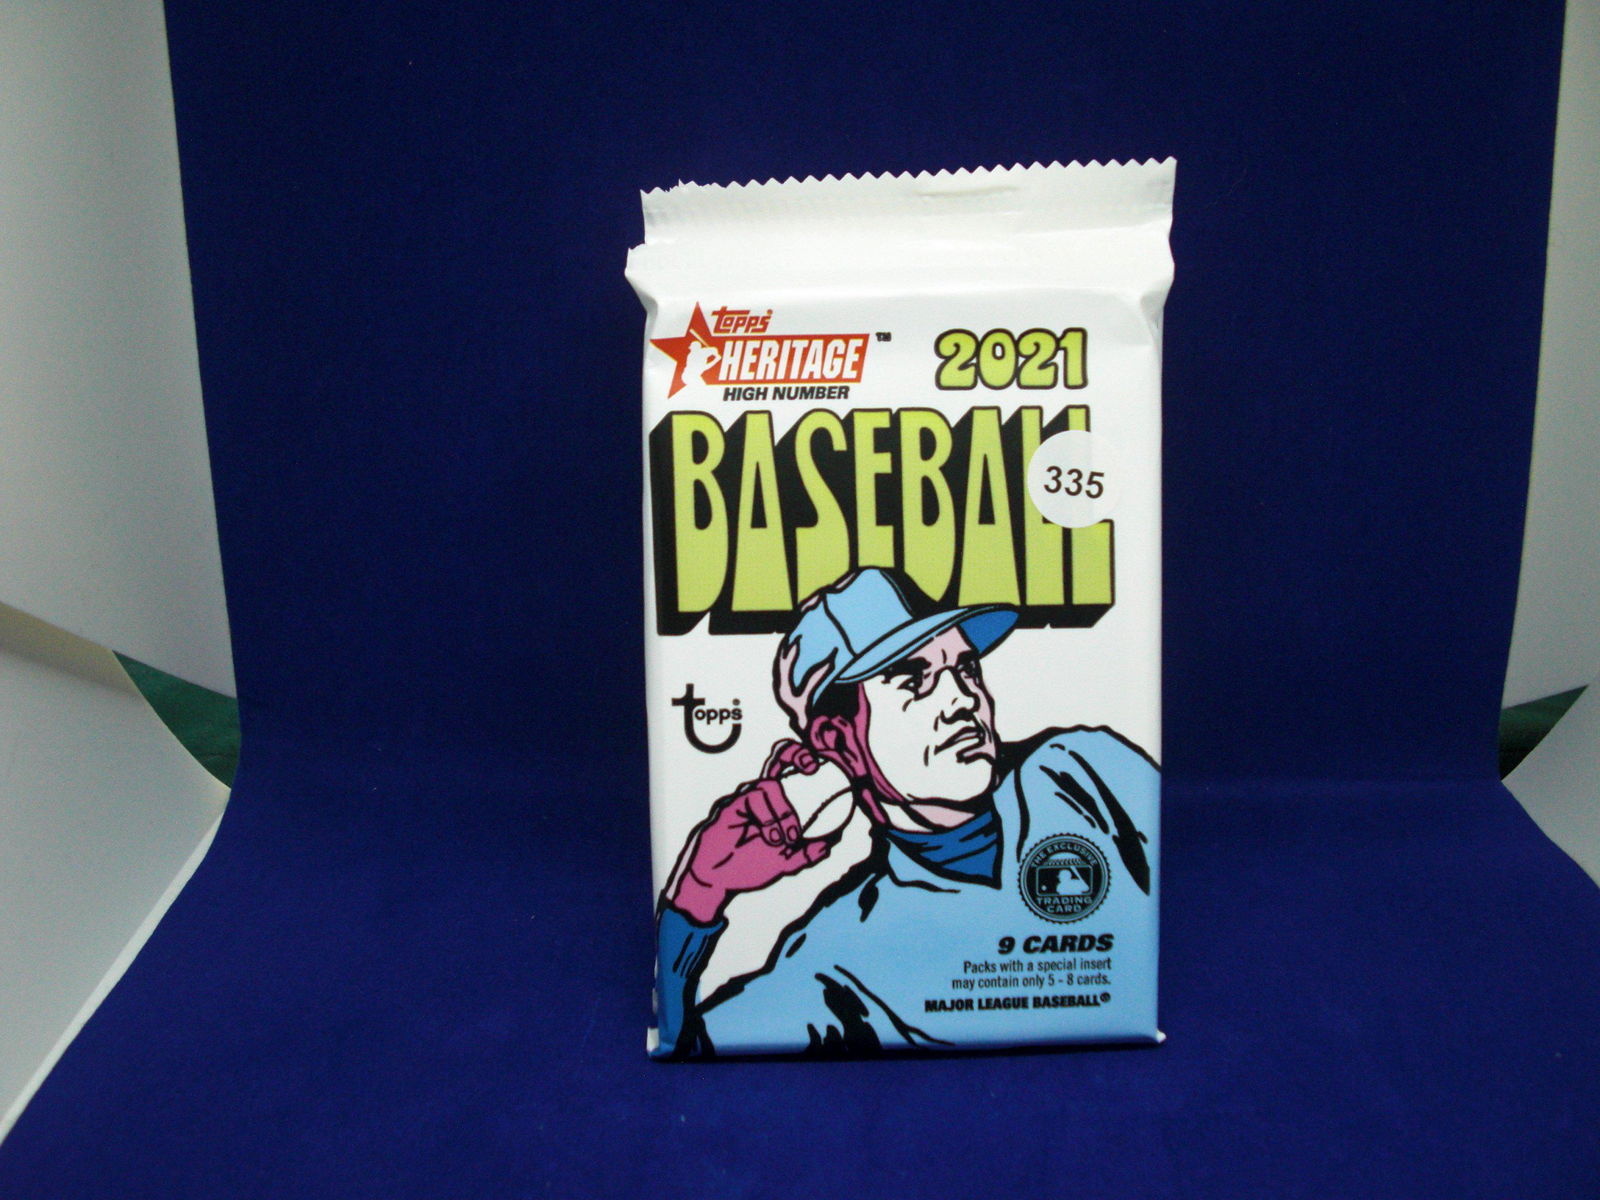 topps®
HERITAGE™
HIGH NUMBER
2021
BASEBALL
335
topps®
THE EXCLUSIVE
TRADING
CARD
9 CARDS
Packs with a special insert
may contain only 5 - 8 cards.
MAJOR LEAGUE BASEBALL®